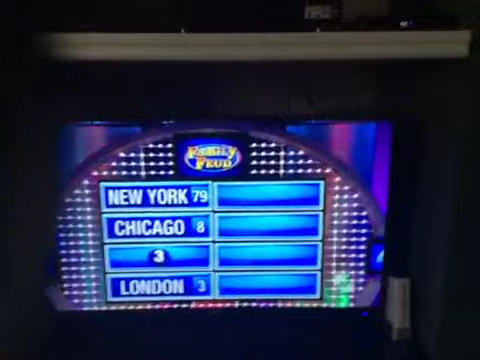 FAMILY
FEUD
NEW YORK 79
CHICAGO 8
3
LONDON 3